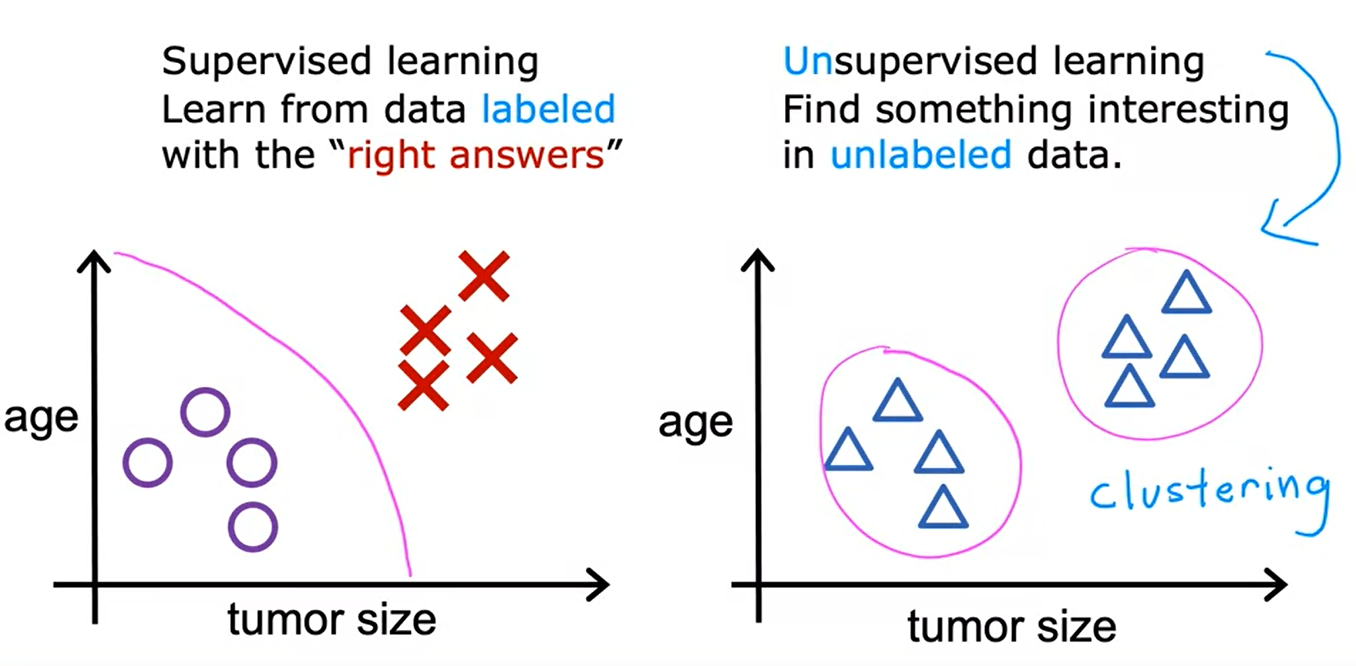 Supervised learning
Learn from data labeled
with the “right answers”
age
tumor size
Unsupervised learning
Find something interesting
in unlabeled data.
age
clustering
tumor size